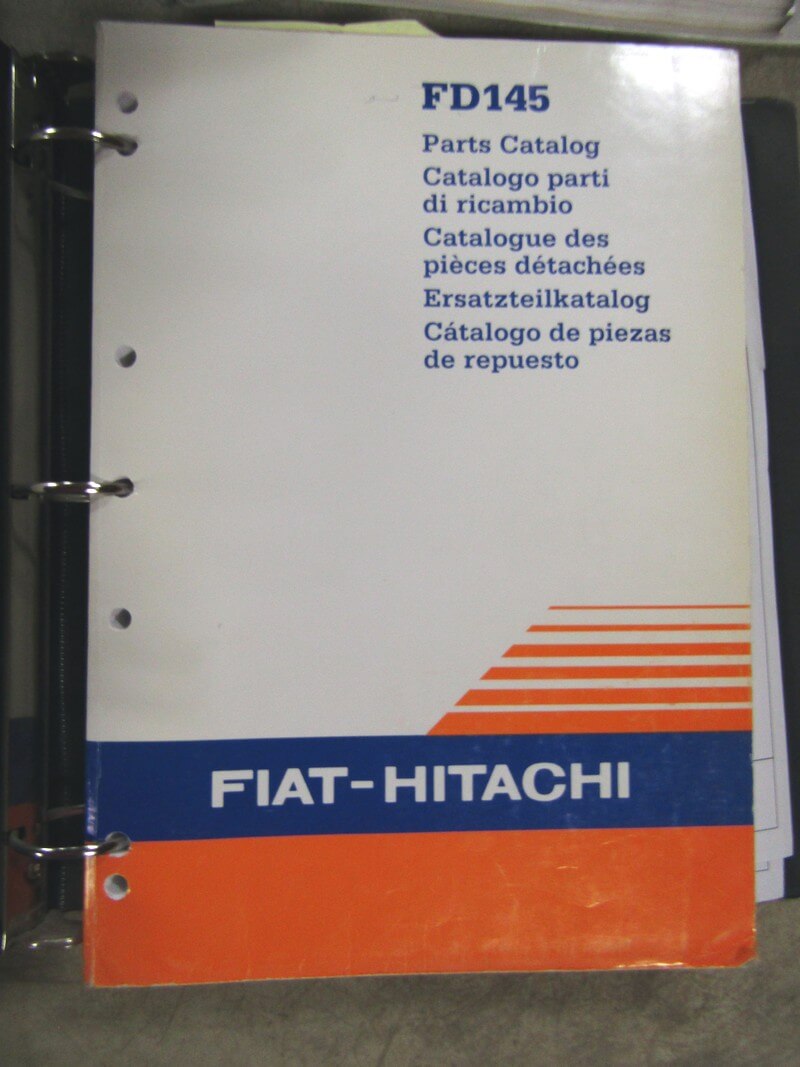 FD145
Parts Catalog
Catalogo parti
di ricambio
Catalogue des
pièces détachées
Ersatzteilkatalog
Cátalogo de piezas
de repuesto
FIAT-HITACHI